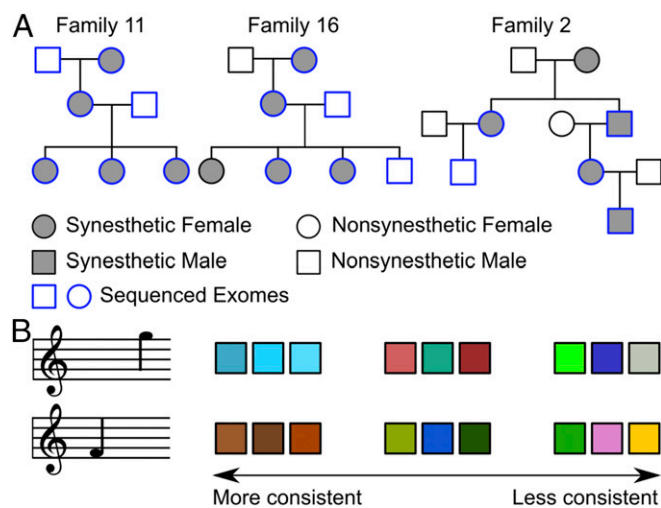 A
Family 11
Family 16
Family 2
Synesthetic Female
Nonsynesthetic Female
Synesthetic Male
Nonsynesthetic Male
Sequenced Exomes
B
More consistent
Less consistent